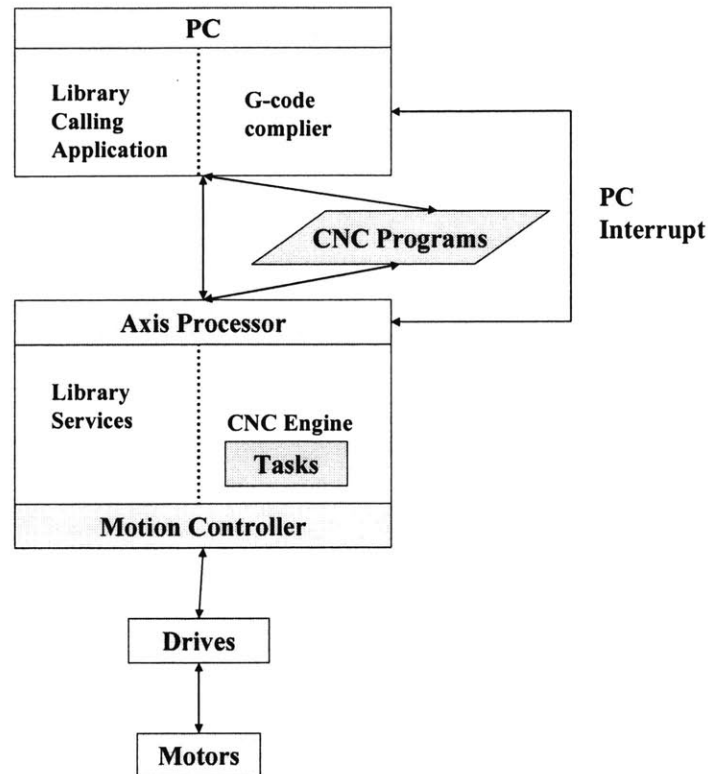 PC
Library
Calling
Application
G-code
complier
PC
Interrupt
CNC Programs
Axis Processor
Library
Services
CNC Engine
Tasks
Motion Controller
Drives
Motors